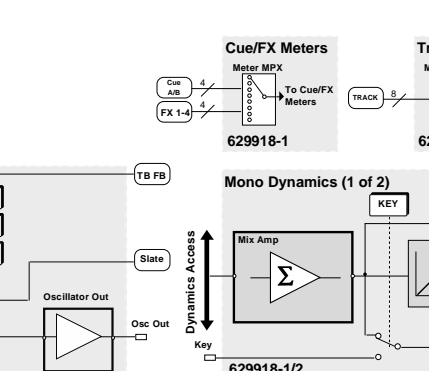 Cue/FX Meters
Meter MPX
Cue
A/B
4
FX 1-4
4
To Cue/FX
Meters
629918-1
TRACK
8
TB FB
Mono Dynamics (1 of 2)
KEY
Dynamics Access
Mix Amp
Σ
Slate
Oscillator Out
Osc Out
Key
629918-1/2